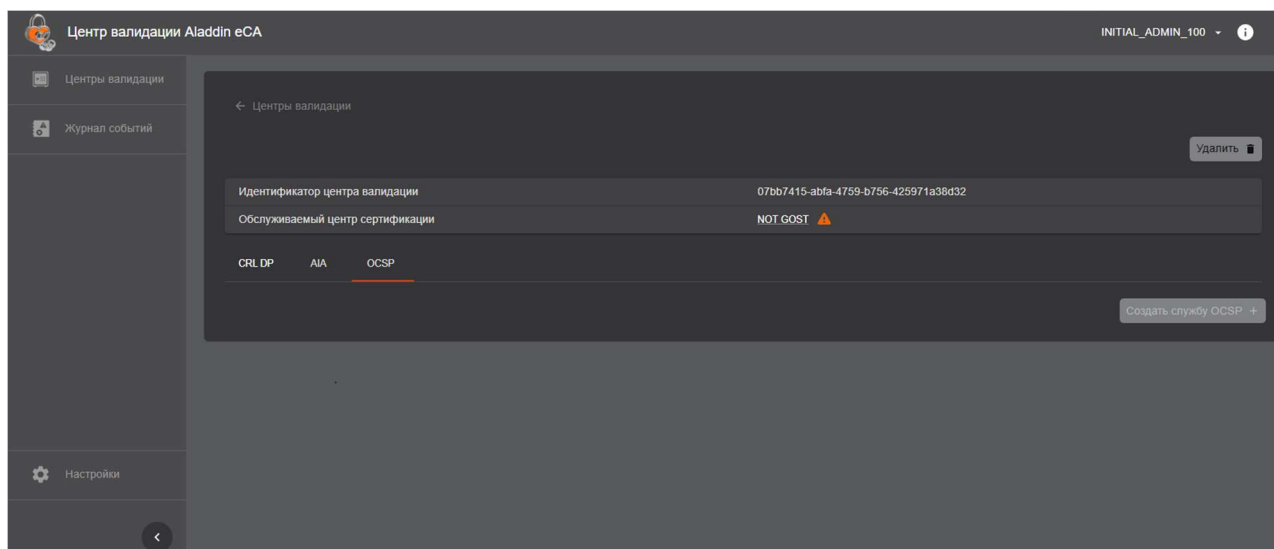 Центр валидации Aladdin eCA
INITIAL_ADMIN_100
Центры валидации
Журнал событий
← Центры валидации
Удалить
Идентификатор центра валидации 07bb7415-abfa-4759-b756-425971a38d32
Обслуживаемый центр сертификации NOT GOST
CRL DP AIA OCSP
Создать службу OCSP +
Настройки